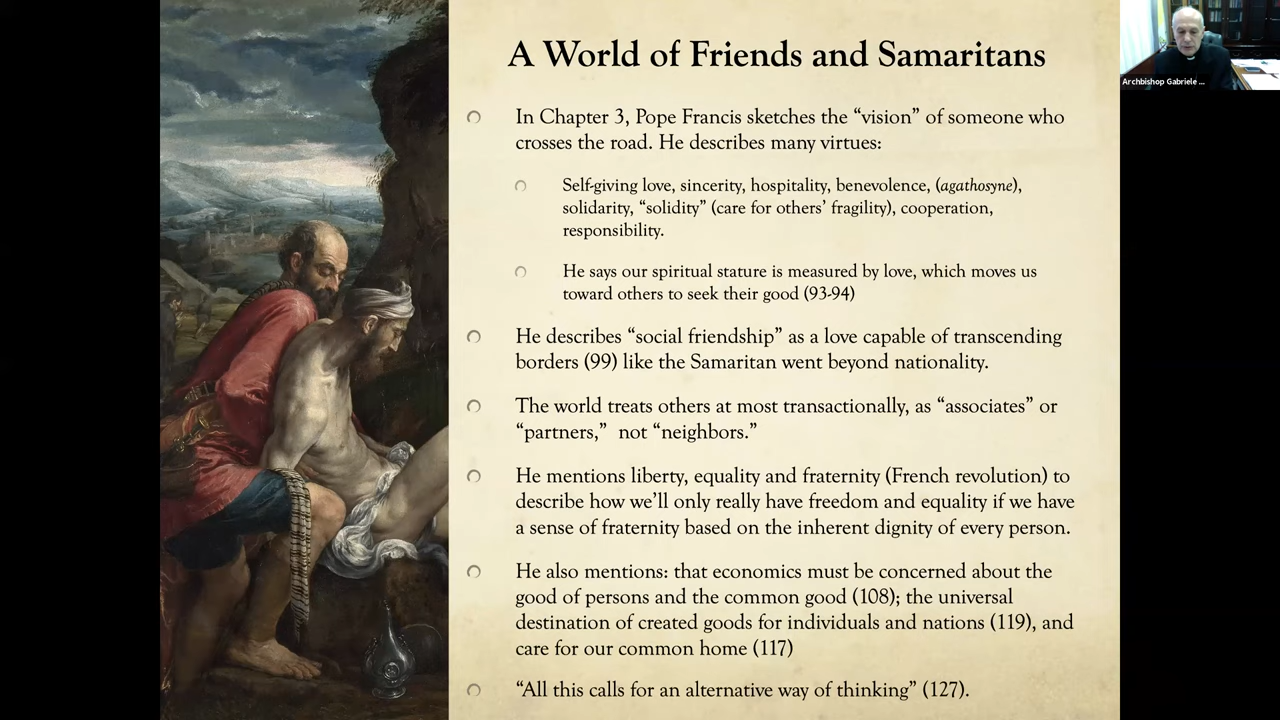 A World of Friends and Samaritans
In Chapter 3, Pope Francis sketches the “vision” of someone who
crosses the road. He describes many virtues:
Self-giving love, sincerity, hospitality, benevolence, (agathosyne),
solidarity, “solidity” (care for others’ fragility), cooperation,
responsibility.
He says our spiritual stature is measured by love, which moves us
toward others to seek their good (93-94)
He describes “social friendship” as a love capable of transcending
borders (99) like the Samaritan went beyond nationality.
The world treats others at most transactionally, as “associates” or
“partners,” not “neighbors.”
He mentions liberty, equality and fraternity (French revolution) to
describe how we’ll only really have freedom and equality if we have
a sense of fraternity based on the inherent dignity of every person.
He also mentions: that economics must be concerned about the
good of persons and the common good (108); the universal
destination of created goods for individuals and nations (119), and
care for our common home (117)
“All this calls for an alternative way of thinking” (127).
Archbishop Gabriele ...